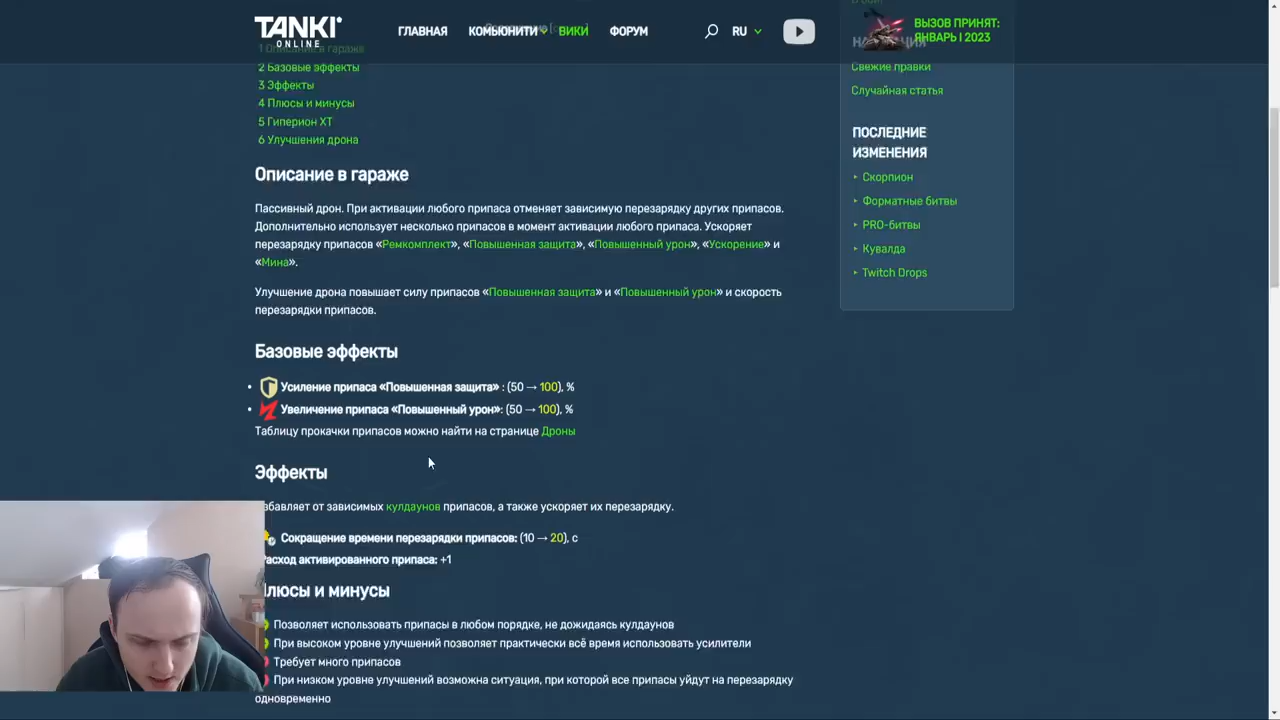 TANKI
ONLINE
ГЛАВНАЯ
КОМЬЮНИТИ
ВИКИ
ФОРУМ
RU
ВЫЗОВ ПРИНЯТ:
ЯНВАРЬ I 2023
1 Описание в гараже
2 Базовые эффекты
3 Эффекты
4 Плюсы и минусы
5 Гиперион XT
6 Улучшения дрона
Описание в гараже
Пассивный дрон. При активации любого припаса отменяет зависимую перезарядку других припасов.
Дополнительно использует несколько припасов в момент активации любого припаса. Ускоряет
перезарядку припасов «Ремкомплект», «Повышенная защита», «Повышенный урон», «Ускорение» и
«Мина».
Улучшение дрона повышает силу припасов «Повышенная защита» и «Повышенный урон» и скорость
перезарядки припасов.
Базовые эффекты
• Усиление припаса «Повышенная защита» : (50 → 100), %
• Увеличение припаса «Повышенный урон»: (50 → 100), %
Таблицу прокачки припасов можно найти на странице Дроны
Эффекты
збавляет от зависимых кулдаунов припасов, а также ускоряет их перезарядку.
Сокращение времени перезарядки припасов: (10 → 20), с
Расход активированного припаса: +1
люсы и минусы
Позволяет использовать припасы в любом порядке, не дожидаясь кулдаунов
При высоком уровне улучшений позволяет практически всё время использовать усилители
Требует много припасов
При низком уровне улучшений возможна ситуация, при которой все припасы уйдут на перезарядку
одновременно
Свежие правки
Случайная статья
ПОСЛЕДНИЕ
ИЗМЕНЕНИЯ
Скорпион
Форматные битвы
PRO-битвы
Кувалда
Twitch Drops